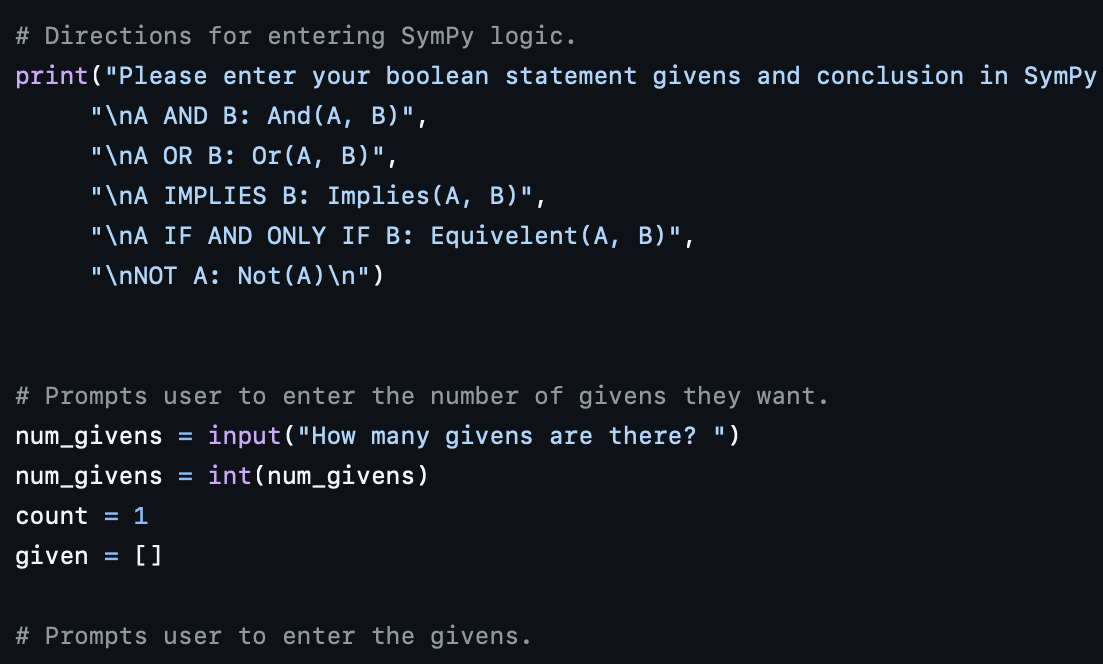 # Directions for entering SymPy logic.
print("Please enter your boolean statement givens and conclusion in SymPy
"\nA AND B: And(A, B)",
"\nA OR B: Or(A, B)",
"\nA IMPLIES B: Implies(A, B)",
"\nA IF AND ONLY IF B: Equivelent(A, B)",
"\nNOT A: Not(A)\n")
# Prompts user to enter the number of givens they want.
num_givens = input("How many givens are there? ")
num_givens = int(num_givens)
count = 1
given = []
# Prompts user to enter the givens.